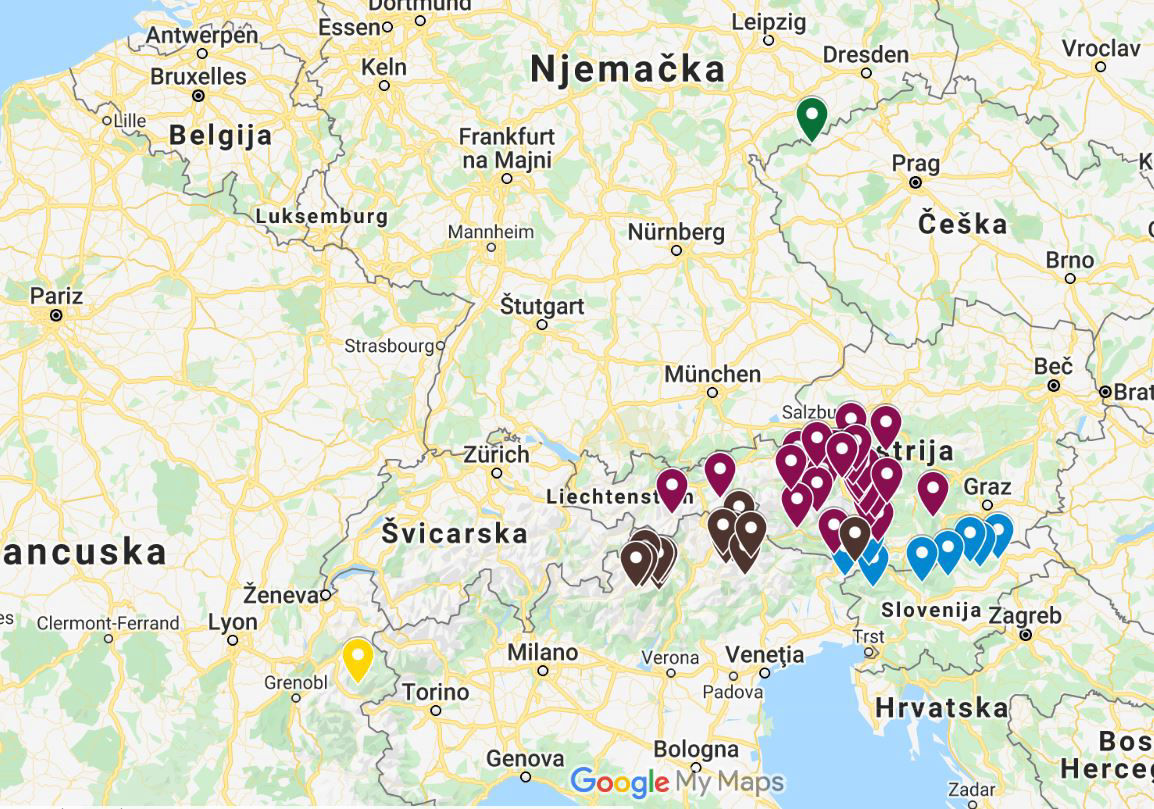 Dortmund
Leipzig
Essen
Antwerpen
Vroclav
Dresden
Bruxelles
Keln
Njemačka
Lille
Belgija
Frankfurt
na Majni
Prag
Luksemburg
Češka
Mannheim
Nürnberg
Brno
Pariz
Štutgart
Strasbourg
Beč
München
Brat
Salzbu
strija
Zürich
Graz
Liechtenst
Švicarska
ancuska
Ženeva
Slovenija
Zagreb
es
Clermont-Ferrand
Lyon
Trst
Milano
Verona
Veneţia
Grenobl
Torino
Padova
Hrvatska
Bos
Herceg
Bologna
Genova
Google My Maps
Zadar